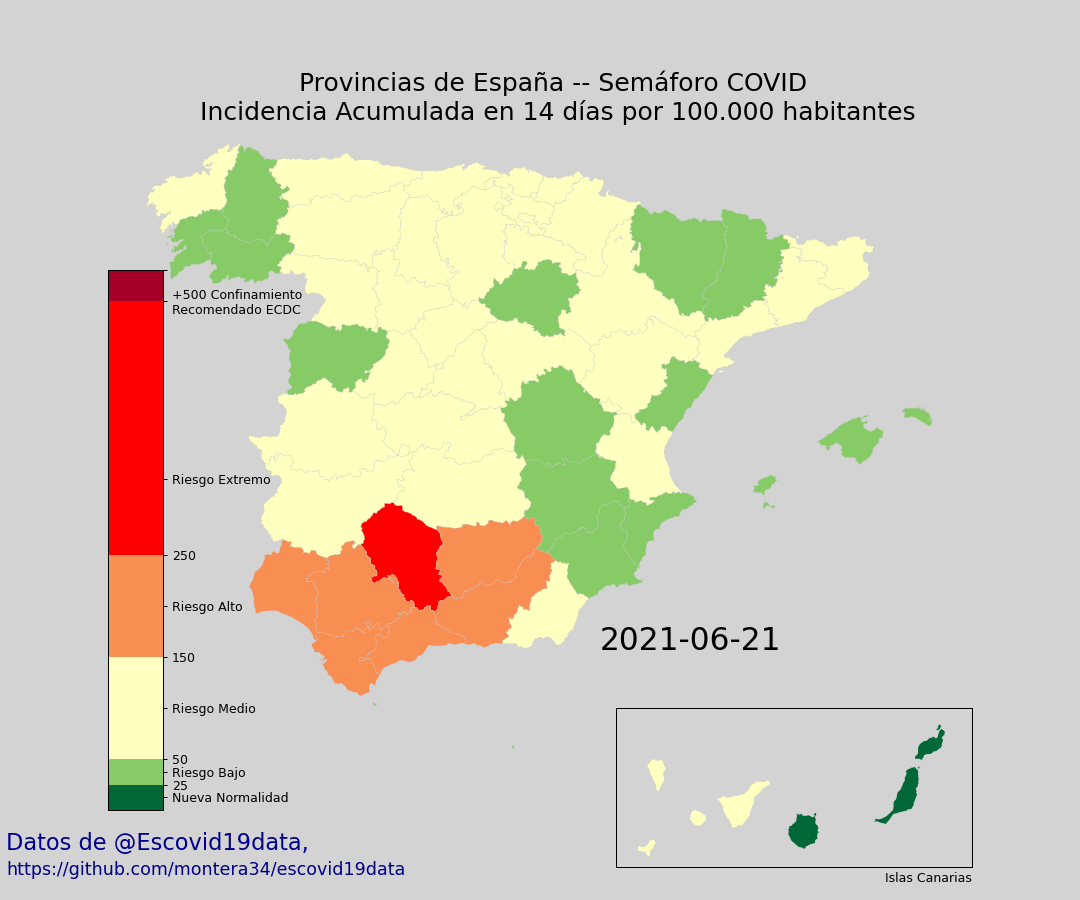 Provincias de España -- Semáforo COVID
Incidencia Acumulada en 14 días por 100.000 habitantes
+500 Confinamiento
Recomendado ECDC
Riesgo Extremo
250
Riesgo Alto
150
Riesgo Medio
50
Riesgo Bajo
25
Nueva Normalidad
2021-06-21
Islas Canarias
Datos de @Escovid19data,
https://github.com/montera34/escovid19data